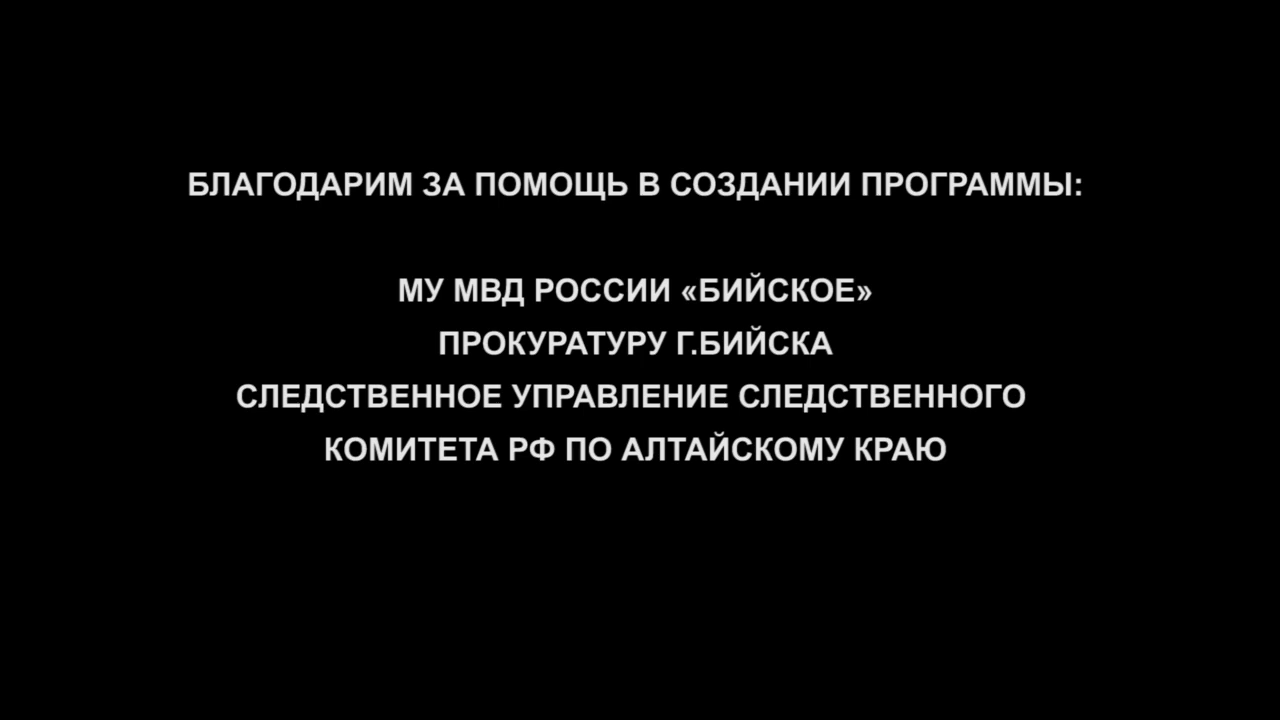 БЛАГОДАРИМ ЗА ПОМОЩЬ В СОЗДАНИИ ПРОГРАММЫ:
МУ МВД РОССИИ «БИЙСКОЕ»
ПРОКУРАТУРУ Г.БИЙСКА
СЛЕДСТВЕННОЕ УПРАВЛЕНИЕ СЛЕДСТВЕННОГО
КОМИТЕТА РФ ПО АЛТАЙСКОМУ КРАЮ